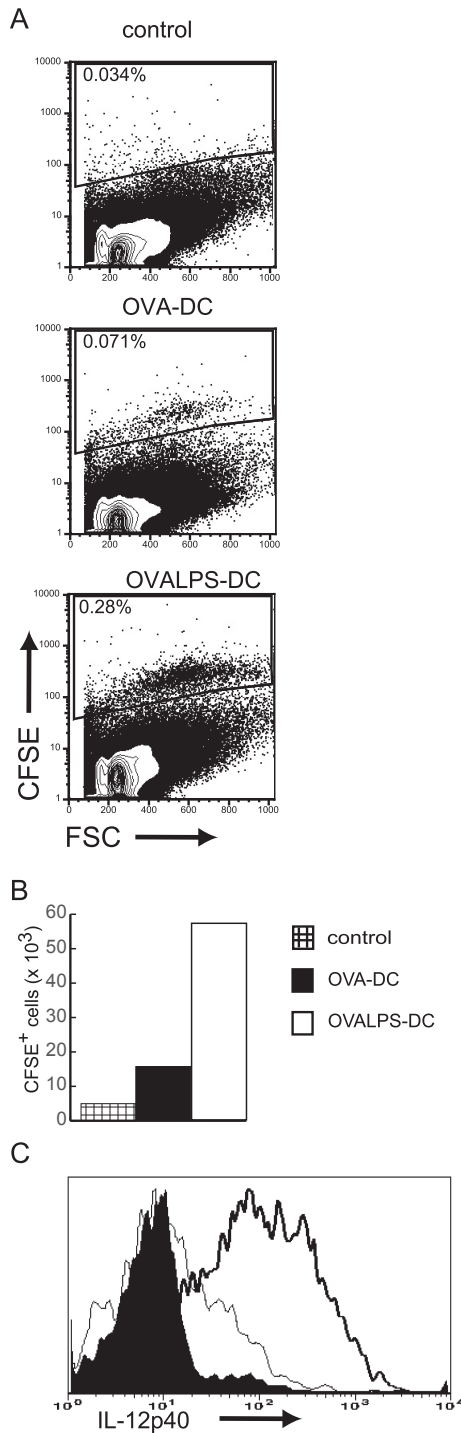 A
control
0.034%
10000
1000
100
10
1
0 200 400 600 800 1000
OVA-DC
0.071%
10000
1000
100
10
1
0 200 400 600 800 1000
OVALPS-DC
0.28%
10000
1000
100
10
1
0 200 400 600 800 1000
CFSE
FSC
B
60
50
40
30
20
10
0
CFSE+ cells (x 10³)
control
OVA-DC
OVALPS-DC
C
10⁰ 10¹ 10² 10³ 10⁴
IL-12p40